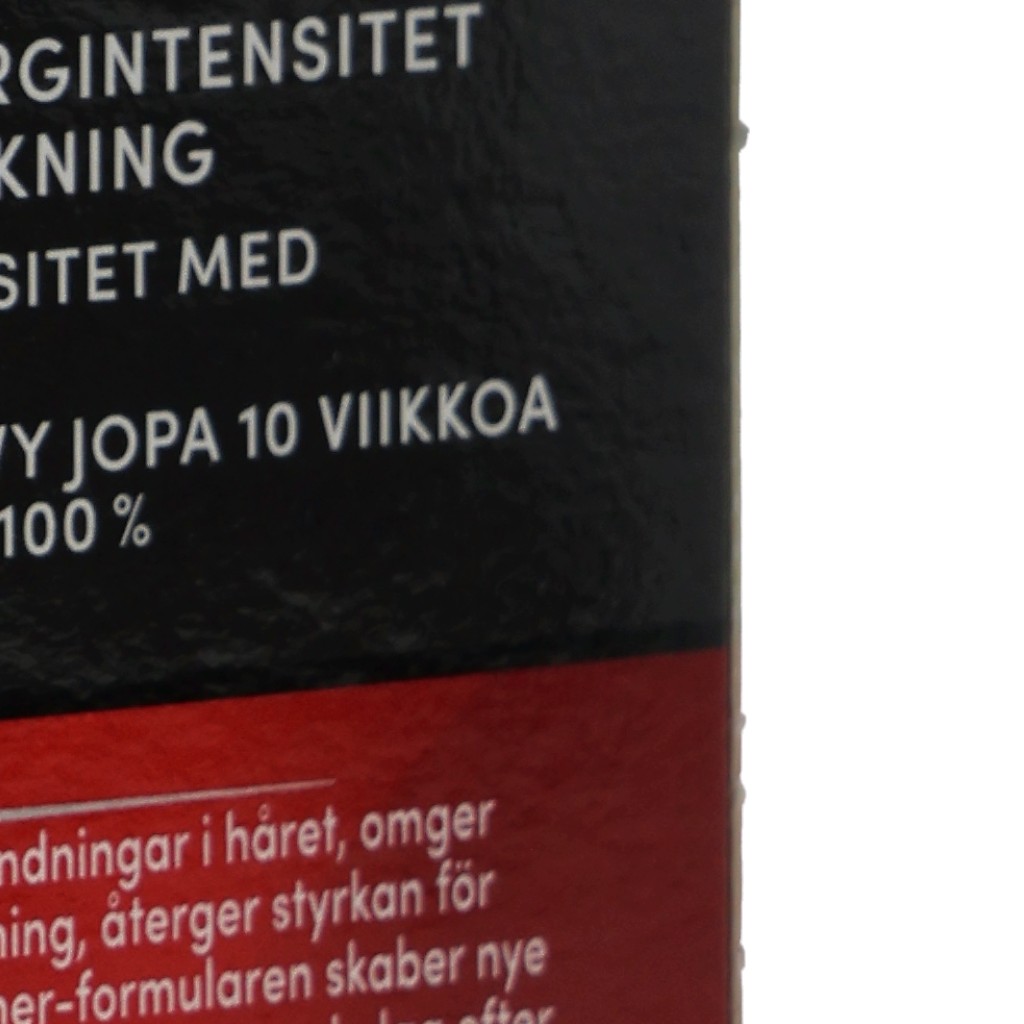 RGINTENSITET
KNING
SITET MED
VY JOPA 10 VIIKKOA
100 %
ndningar i håret, omger
ning, återger styrkan för
ner-formularen skaber nye
efter